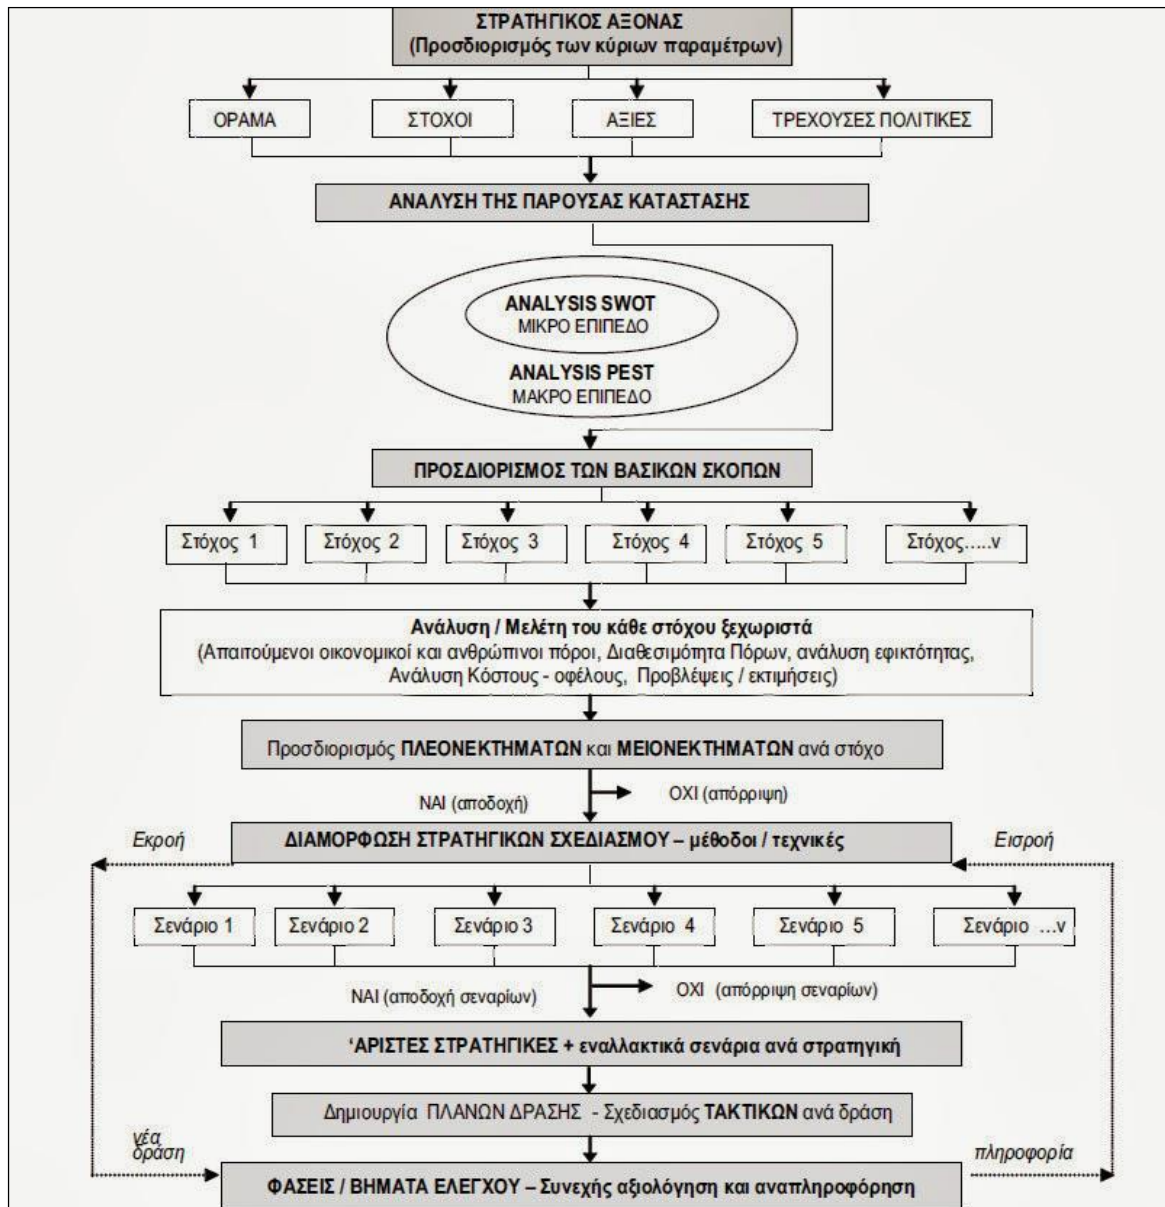 ΣΤΡΑΤΗΓΙΚΟΣ ΑΞΟΝΑΣ
(Προσδιορισμός των κύριων παραμέτρων)
ΟΡΑΜΑ
ΣΤΟΧΟΙ
ΑΞΙΕΣ
ΤΡΕΧΟΥΣΕΣ ΠΟΛΙΤΙΚΕΣ
ΑΝΑΛΥΣΗ ΤΗΣ ΠΑΡΟΥΣΑΣ ΚΑΤΑΣΤΑΣΗΣ
ANALYSIS SWOT
ΜΙΚΡΟ ΕΠΙΠΕΔΟ
ANALYSIS PEST
ΜΑΚΡΟ ΕΠΙΠΕΔΟ
ΠΡΟΣΔΙΟΡΙΣΜΟΣ ΤΩΝ ΒΑΣΙΚΩΝ ΣΚΟΠΩΝ
Στόχος 1
Στόχος 2
Στόχος 3
Στόχος 4
Στόχος 5
Στόχος.....ν
Ανάλυση / Μελέτη του κάθε στόχου ξεχωριστά
(Απαιτούμενοι οικονομικοί και ανθρώπινοι πόροι, Διαθεσιμότητα Πόρων, ανάλυση εφικτότητας,
Ανάλυση Κόστους - οφέλους, Προβλέψεις / εκτιμήσεις)
Προσδιορισμός ΠΛΕΟΝΕΚΤΗΜΑΤΩΝ και ΜΕΙΟΝΕΚΤΗΜΑΤΩΝ ανά στόχο
ΝΑΙ (αποδοχή)
ΟΧΙ (απόρριψη)
Εκροή
ΔΙΑΜΟΡΦΩΣΗ ΣΤΡΑΤΗΓΙΚΩΝ ΣΧΕΔΙΑΣΜΟΥ – μέθοδοι / τεχνικές
Εισροή
Σενάριο 1
Σενάριο 2
Σενάριο 3
Σενάριο 4
Σενάριο 5
Σενάριο ...ν
ΝΑΙ (αποδοχή σεναρίων)
ΟΧΙ (απόρριψη σεναρίων)
‘ΑΡΙΣΤΕΣ ΣΤΡΑΤΗΓΙΚΕΣ + εναλλακτικά σενάρια ανά στρατηγική
Δημιουργία ΠΛΑΝΩΝ ΔΡΑΣΗΣ - Σχεδιασμός ΤΑΚΤΙΚΩΝ ανά δράση
νέα
δράση
πληροφορία
ΦΑΣΕΙΣ / ΒΗΜΑΤΑ ΕΛΕΓΧΟΥ – Συνεχής αξιολόγηση και αναπληροφόρηση